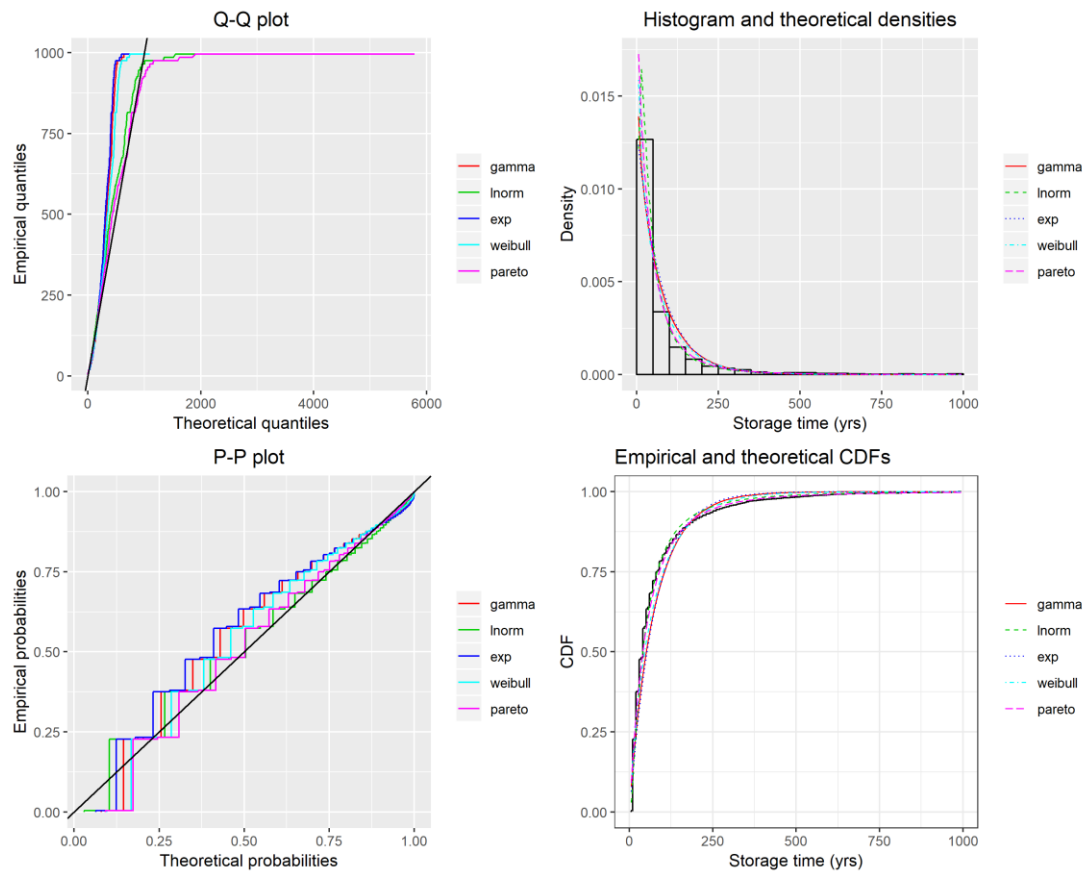 Q-Q plot
Empirical quantiles
1000
750
500
250
0
0
2000
4000
6000
Theoretical quantiles
gamma
lnorm
exp
weibull
pareto
Histogram and theoretical densities
Density
0.015
0.010
0.005
0.000
0
250
500
750
1000
Storage time (yrs)
gamma
lnorm
exp
weibull
pareto
P-P plot
Empirical probabilities
1.00
0.75
0.50
0.25
0.00
0.00
0.25
0.50
0.75
1.00
Theoretical probabilities
gamma
lnorm
exp
weibull
pareto
Empirical and theoretical CDFs
CDF
1.00
0.75
0.50
0.25
0.00
0
250
500
750
1000
Storage time (yrs)
gamma
lnorm
exp
weibull
pareto